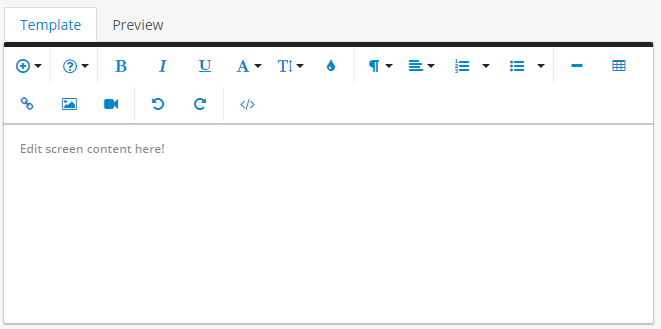 Template Preview
B I U A T
Edit screen content here!